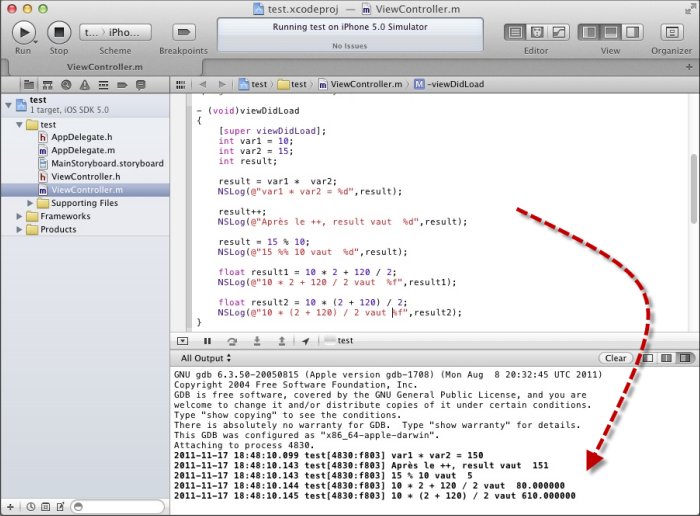 test.xcodeproj — ViewController.m
Running test on iPhone 5.0 Simulator
No Issues
t...) iPho...
Run
Stop
Scheme
Breakpoints
Editor
View
Organizer
ViewController.m
test
test
ViewController.m
M -viewDidLoad
test
1 target, iOS SDK 5.0
test
h AppDelegate.h
m AppDelegate.m
MainStoryboard.storyboard
h ViewController.h
m ViewController.m
Supporting Files
Frameworks
Products
- (void)viewDidLoad
{
[super viewDidLoad];
int var1 = 10;
int var2 = 15;
int result;
result = var1 *  var2;
NSLog(@"var1 * var2 = %d",result);
result++;
NSLog(@"Après le ++, result vaut  %d",result);
result = 15 % 10;
NSLog(@"15 %% 10 vaut  %d",result);
float result1 = 10 * 2 + 120 / 2;
NSLog(@"10 * 2 + 120 / 2 vaut  %f",result1);
float result2 = 10 * (2 + 120) / 2;
NSLog(@"10 * (2 + 120) / 2 vaut %f",result2);
}
test
All Output
Clear
GNU gdb 6.3.50-20050815 (Apple version gdb-1708) (Mon Aug  8 20:32:45 UTC 2011)
Copyright 2004 Free Software Foundation, Inc.
GDB is free software, covered by the GNU General Public License, and you are
welcome to change it and/or distribute copies of it under certain conditions.
Type "show copying" to see the conditions.
There is absolutely no warranty for GDB.  Type "show warranty" for details.
This GDB was configured as "x86_64-apple-darwin".
Attaching to process 4830.
2011-11-17 18:48:10.099 test[4830:f803] var1 * var2 = 150
2011-11-17 18:48:10.143 test[4830:f803] Après le ++, result vaut  151
2011-11-17 18:48:10.143 test[4830:f803] 15 % 10 vaut  5
2011-11-17 18:48:10.144 test[4830:f803] 10 * 2 + 120 / 2 vaut  80.000000
2011-11-17 18:48:10.145 test[4830:f803] 10 * (2 + 120) / 2 vaut 610.000000